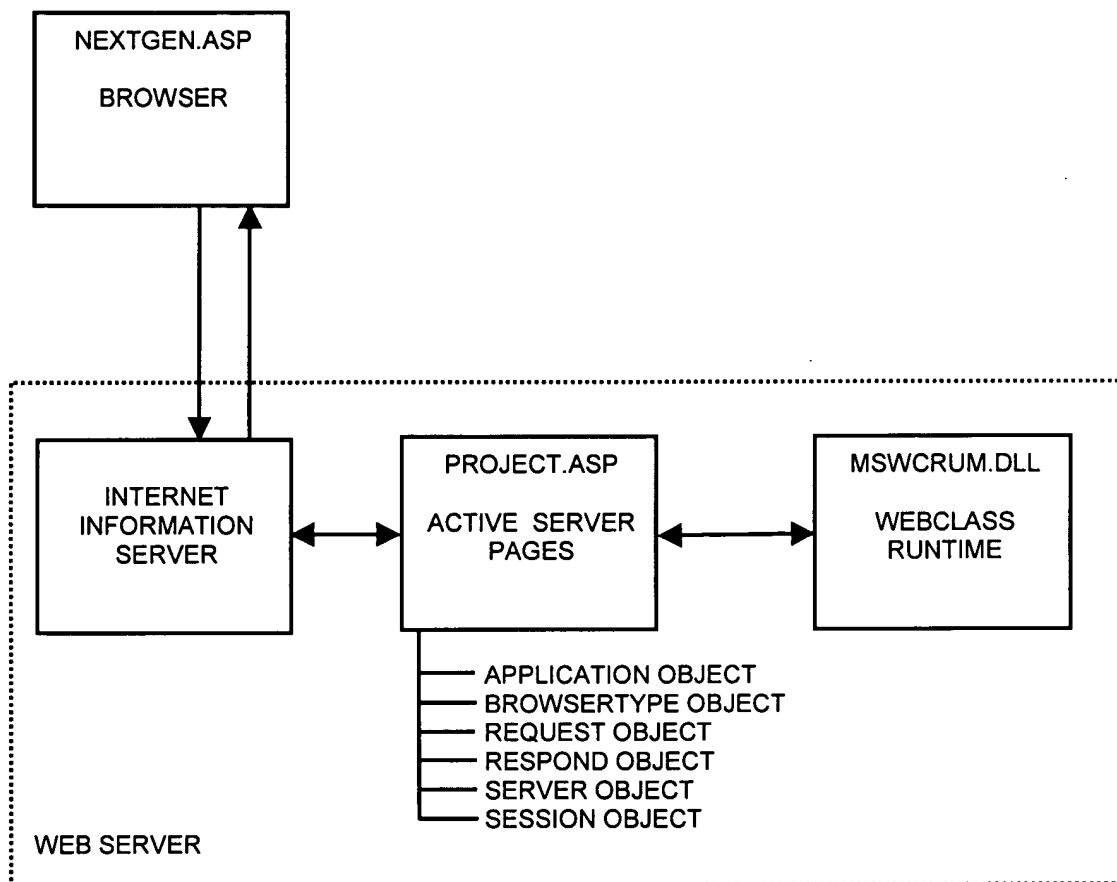 NEXTGEN.ASP
BROWSER
INTERNET
INFORMATION
SERVER
PROJECT.ASP
ACTIVE SERVER
PAGES
MSWCRUM.DLL
WEBCLASS
RUNTIME
APPLICATION OBJECT
BROWSERTYPE OBJECT
REQUEST OBJECT
RESPOND OBJECT
SERVER OBJECT
SESSION OBJECT
WEB SERVER